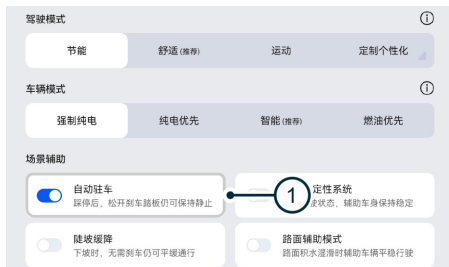 驾驶模式
节能 舒适(推荐) 运动 定制个性化
车辆模式
强制纯电 纯电优先 智能(推荐) 燃油优先
场景辅助
自动驻车
踩停后，松开刹车踏板仍可保持静止
1
定性系统
驶状态，辅助车身保持稳定
陡坡缓降
下坡时，无需刹车仍可平缓通行
路面辅助模式
路面积水湿滑时辅助车辆平稳行驶